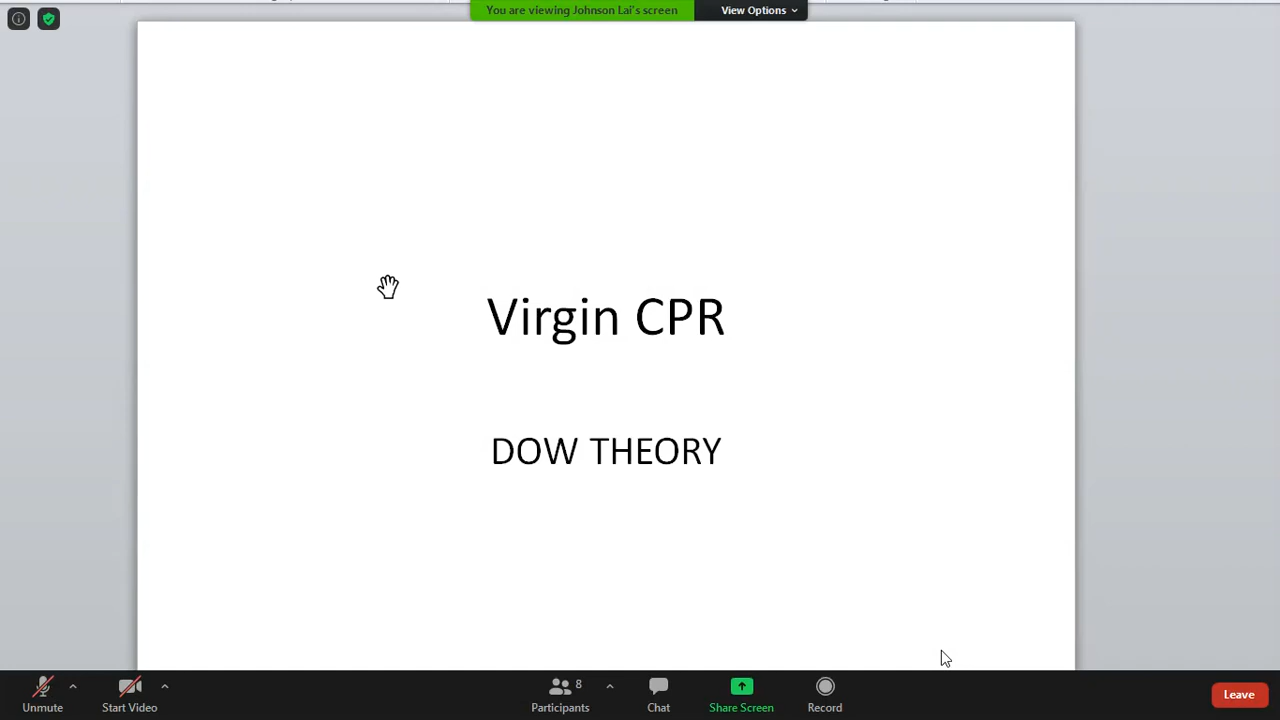 You are viewing Johnson Lai's screen
View Options
Virgin CPR
DOW THEORY
Unmute
Start Video
8
Participants
Chat
Share Screen
Record
Leave